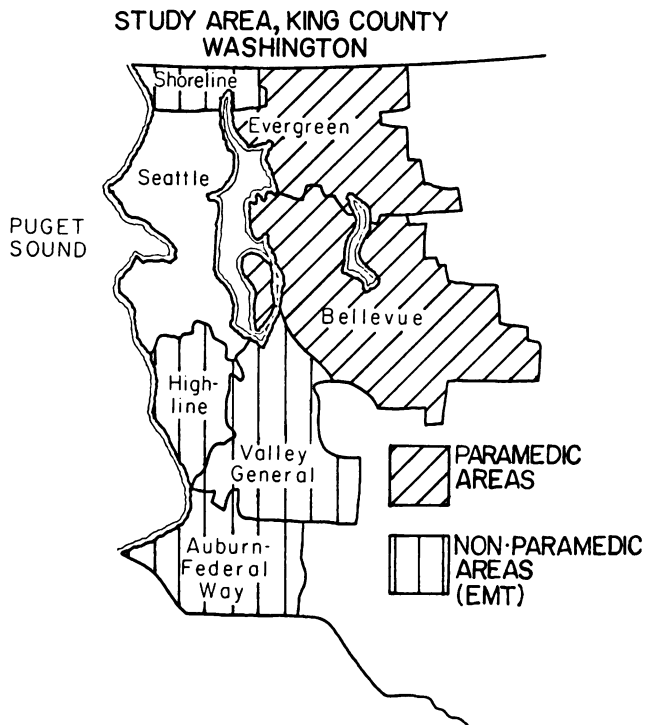 STUDY AREA, KING COUNTY
WASHINGTON
Shoreline
Evergreen
Seattle
PUGET
SOUND
Bellevue
High-
line
Valley
General
PARAMEDIC
AREAS
Auburn-
Federal
Way
NON-PARAMEDIC
AREAS
(EMT)